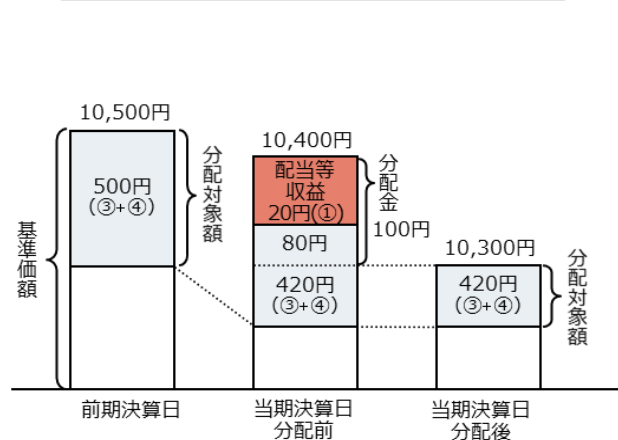 10,500円
10,400円
10,300円
基準価額
500円
(③+④)
分配対象額
配当等
収益
20円(①)
80円
420円
(③+④)
分配金
100円
420円
(③+④)
分配対象額
前期決算日
当期決算日
分配前
当期決算日
分配後